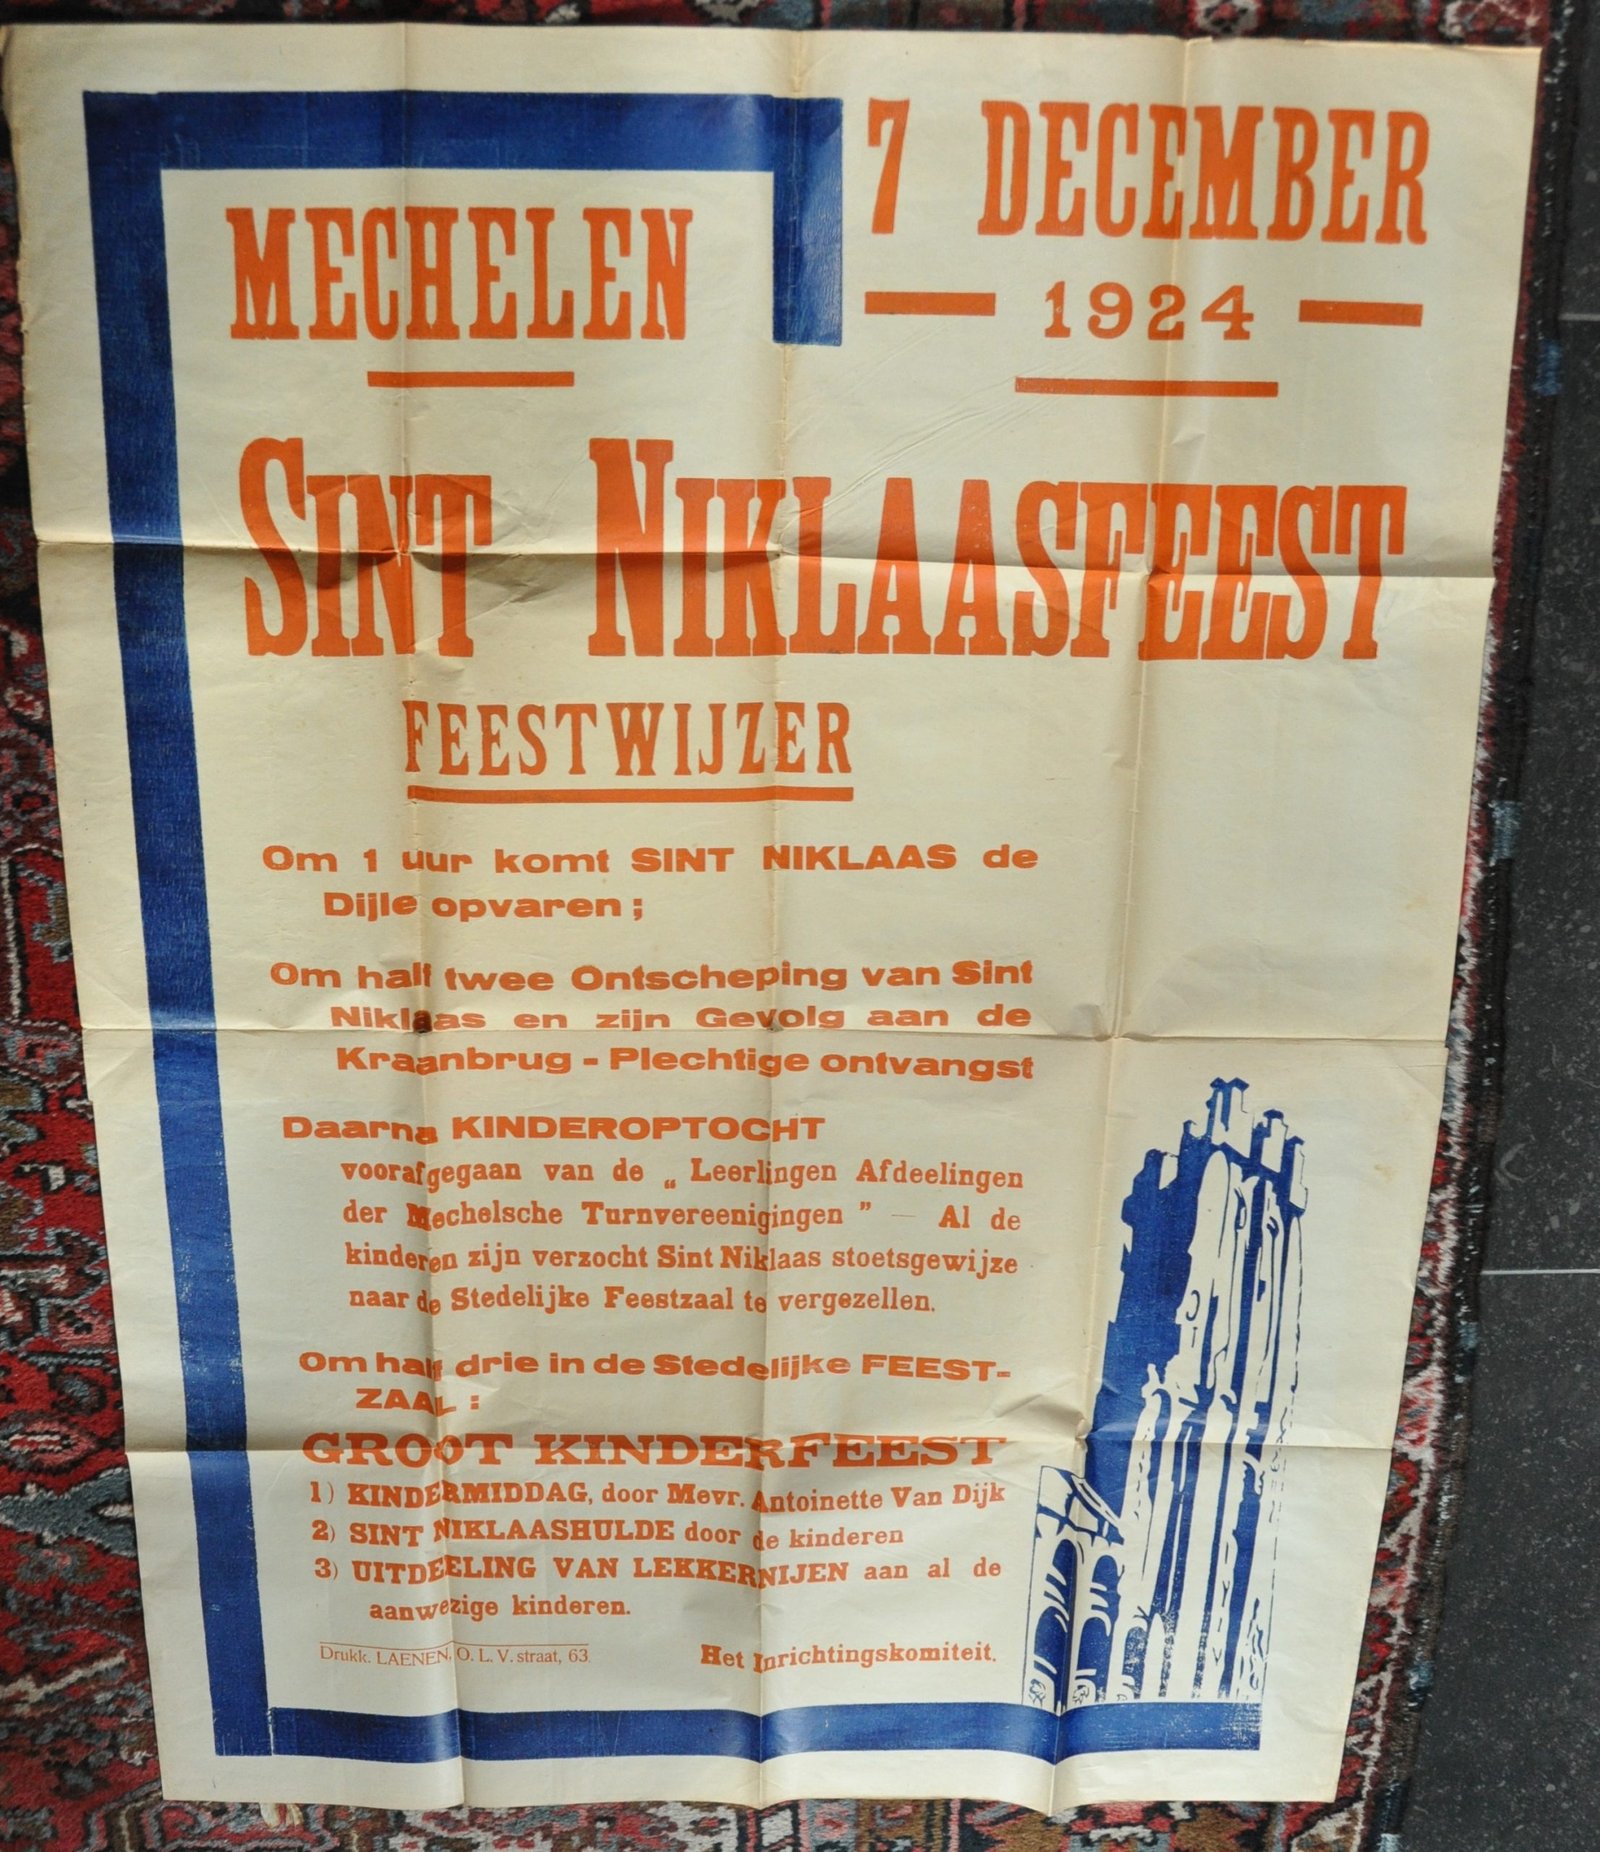 MECHELEN
7 DECEMBER
1924
SINT NIKLAASFEEST
FEESTWIJZER
Om 1 uur komt SINT NIKLAAS de
Dijle opvaren ;
Om half twee Ontscheping van Sint
Niklaas en zijn Gevolg aan de
Kraanbrug - Plechtige ontvangst
Daarna KINDEROPTOCHT
voorafgegaan van de „ Leerlingen Afdeelingen
der Mechelsche Turnvereenigingen ” — Al de
kinderen zijn verzocht Sint Niklaas stoetsgewijze
naar de Stedelijke Feestzaal te vergezellen.
Om half drie in de Stedelijke FEEST-
ZAAL :
GROOT KINDERFEEST
1) KINDERMIDDAG, door Mevr. Antoinette Van Dijk
2) SINT NIKLAASHULDE door de kinderen
3) UITDEELING VAN LEKKERNIJEN aan al de
aanwezige kinderen.
Drukk. LAENEN, O. L. V. straat, 63.
Het Inrichtingskomiteit.